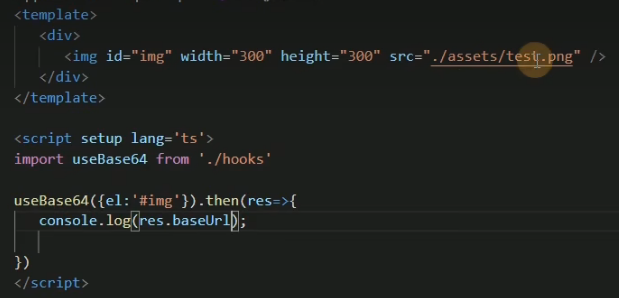 <template>
<div>
<img id="img" width="300" height="300" src="./assets/test.png" />
</div>
</template>
<script setup lang='ts'>
import useBase64 from './hooks'
useBase64({el:'#img'}).then(res=>{
console.log(res.baseUrl);
})
</script>